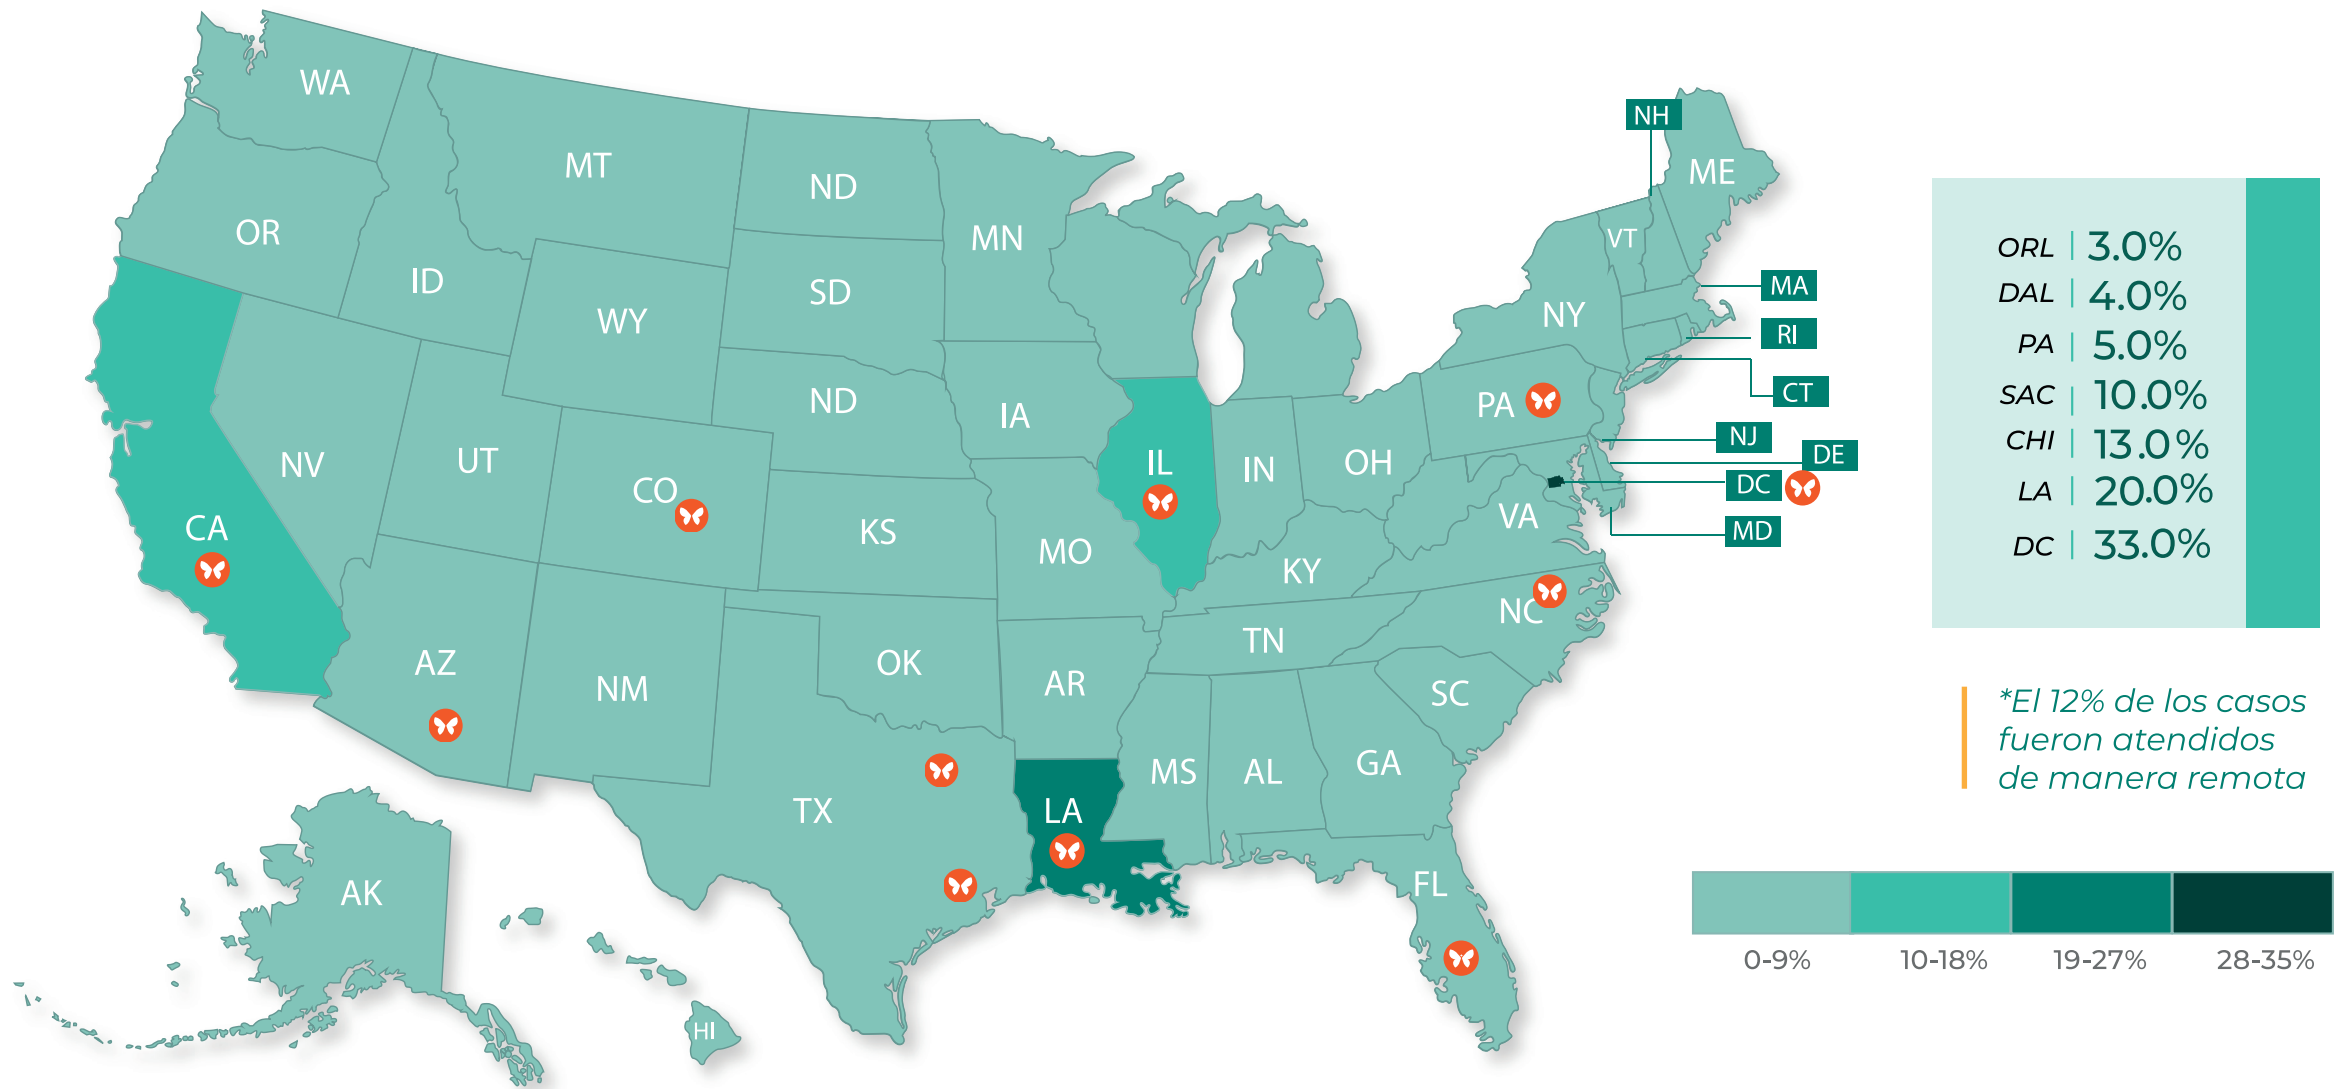 WA
MT
ND
MN
OR
ID
SD
WY
ND
IA
NV
UT
CO
CA
KS
MO
IL
IN
OH
KY
PA
NY
VT
NH
ME
MA
RI
CT
NJ
DE
DC
MD
VA
NC
TN
SC
AZ
NM
OK
AR
TX
LA
MS
AL
GA
FL
AK
HI
ORL | 3.0%
DAL | 4.0%
PA | 5.0%
SAC | 10.0%
CHI | 13.0%
LA | 20.0%
DC | 33.0%
*El 12% de los casos
fueron atendidos
de manera remota
0-9% 10-18% 19-27% 28-35%